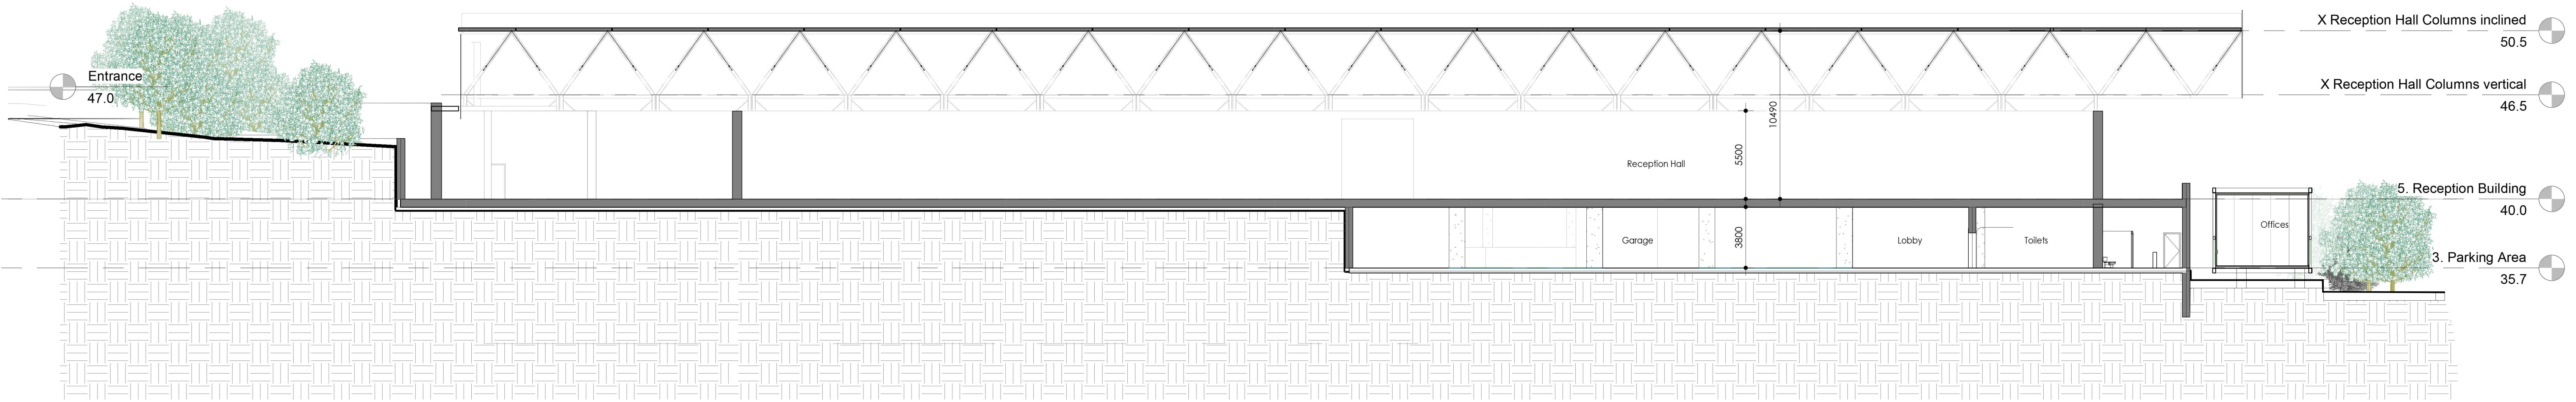 Entrance
47.0
X Reception Hall Columns inclined
50.5
X Reception Hall Columns vertical
46.5
10490
5500
Reception Hall
5. Reception Building
40.0
Offices
3800
Garage
Lobby
Toilets
3. Parking Area
35.7